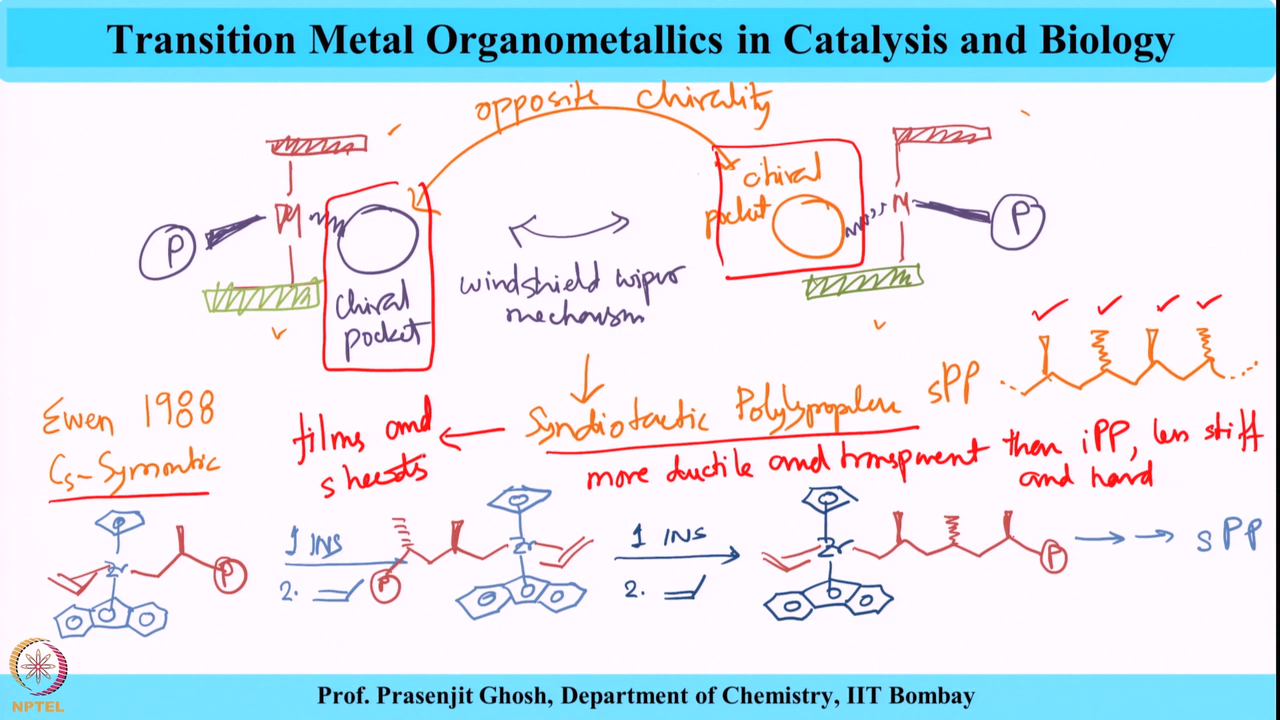 Transition Metal Organometallics in Catalysis and Biology
opposite chirality
P M
chiral
pocket
windshield wiper
mechanism
chiral
pocket
M P
Ewen 1988
Cs-Symmtic
films and
sheets
Syndiotactic Polypropylene sPP
more ductile and transparent than iPP, less stiff
and hard
Zr P
1 INS
2.
P Zr
1 INS
2.
Zr P
sPP
NPTEL
Prof. Prasenjit Ghosh, Department of Chemistry, IIT Bombay